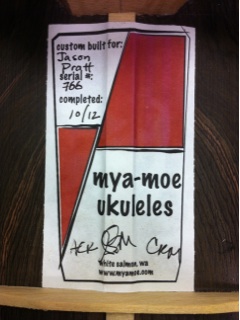 custom built for:
Jason
Pratt
serial #:
766
completed:
10/12
mya-moe
ukuleles
white salmon, wa
www.myamoe.com